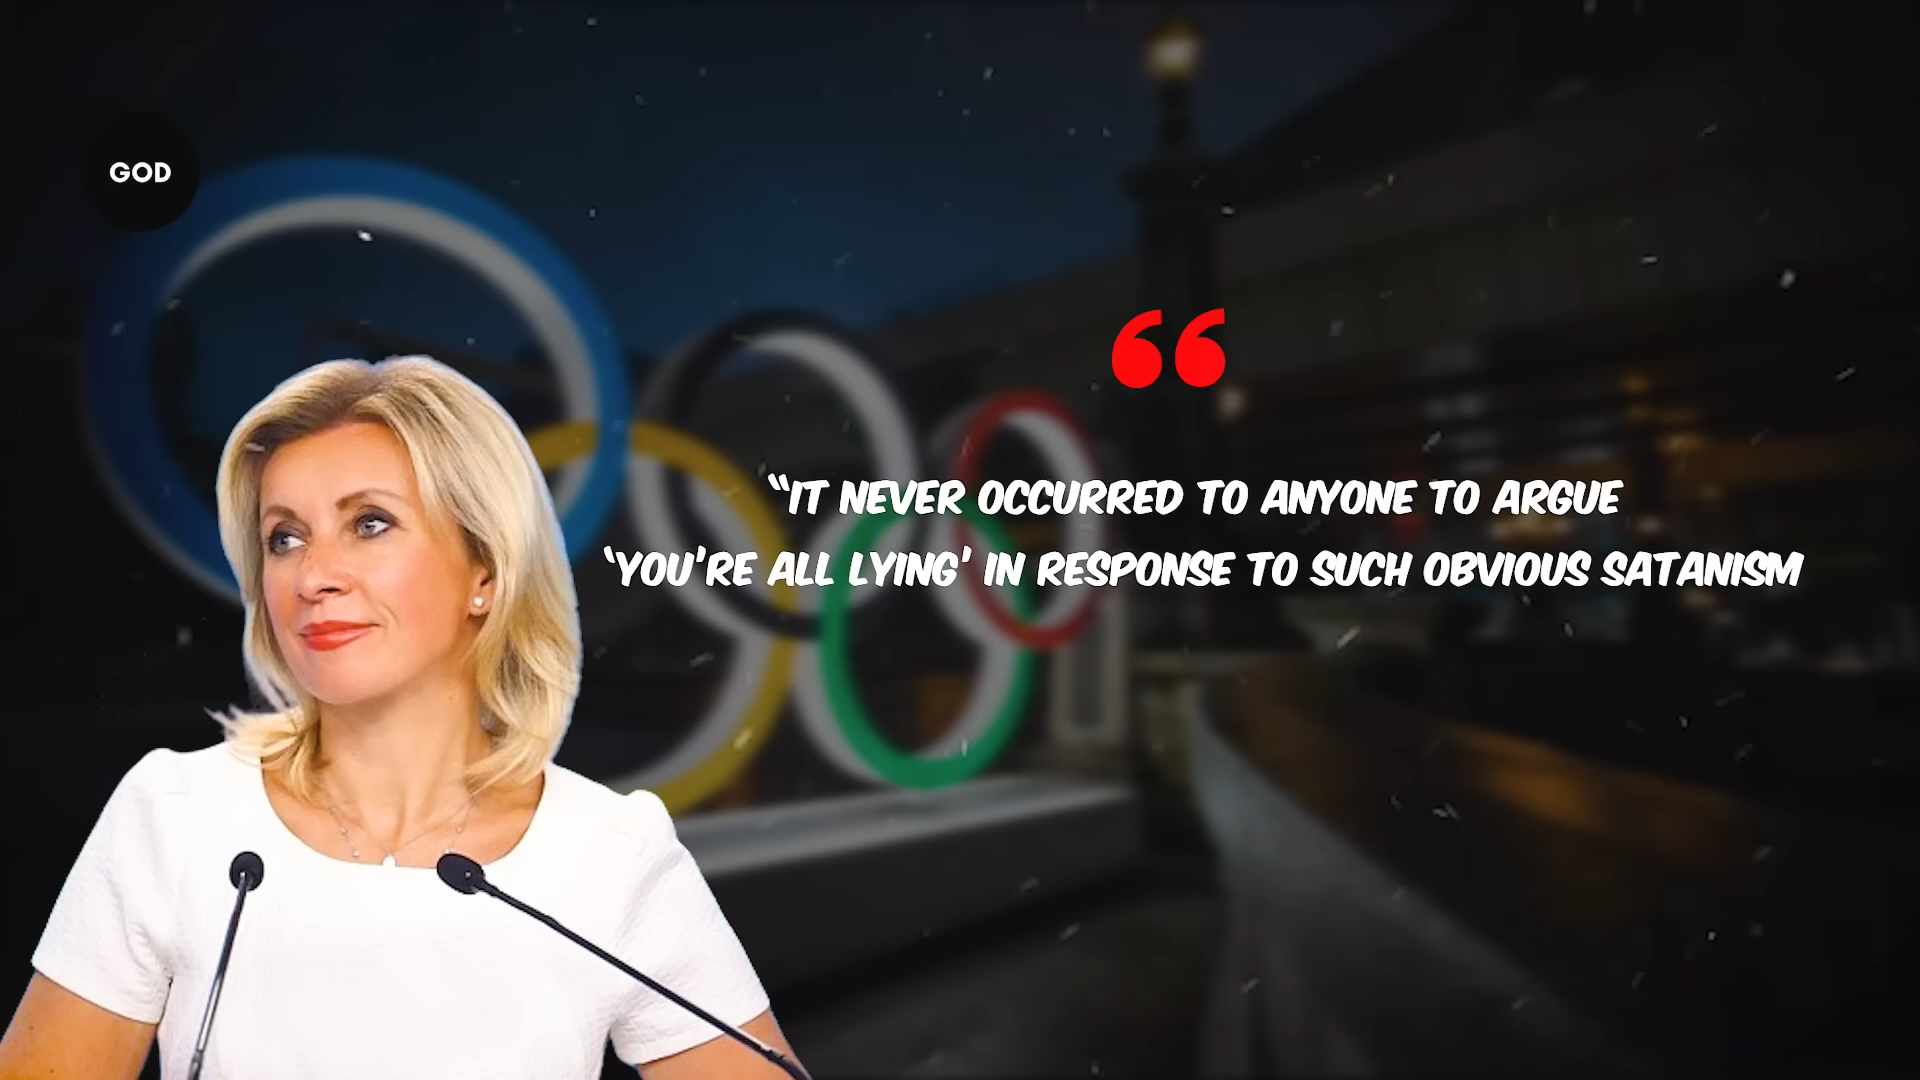 GOD
“IT NEVER OCCURRED TO ANYONE TO ARGUE
‘YOU'RE ALL LYING’ IN RESPONSE TO SUCH OBVIOUS SATANISM